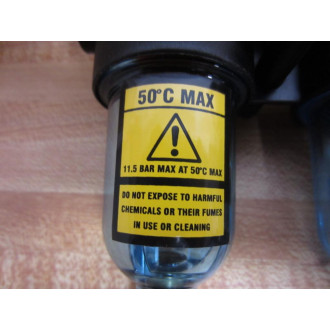 50°C MAX
11.5 BAR MAX AT 50°C MAX
DO NOT EXPOSE TO HARMFUL
CHEMICALS OR THEIR FUMES
IN USE OR CLEANING